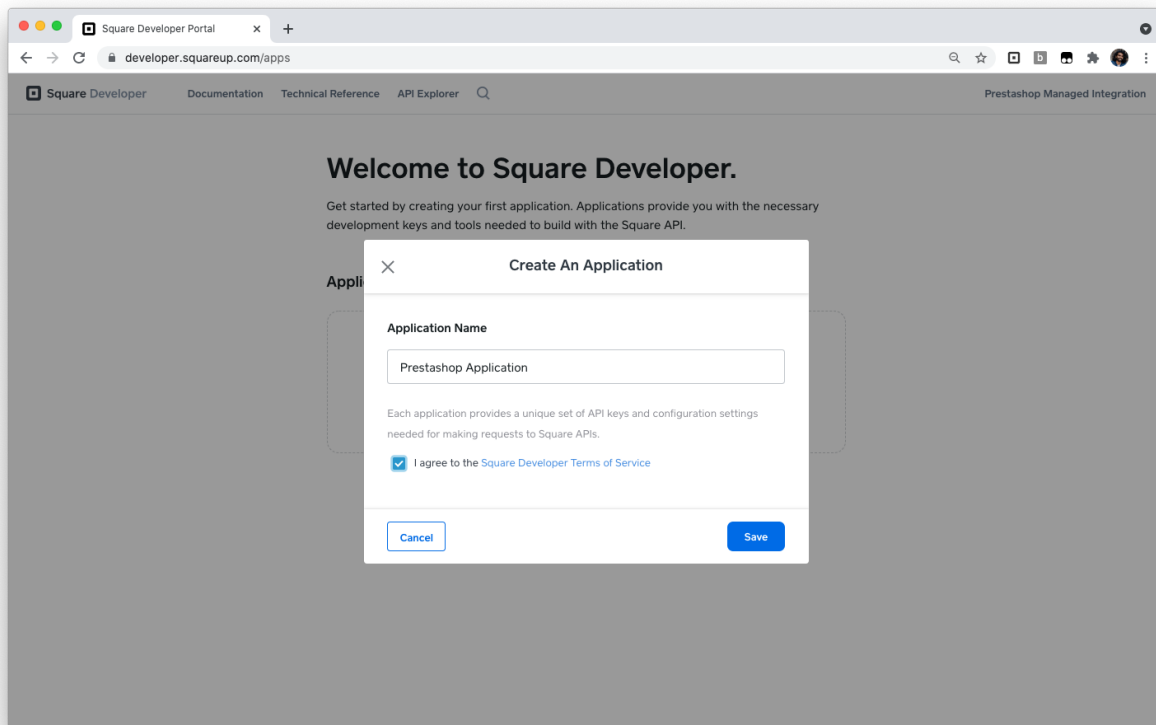 Square Developer Portal
developer.squareup.com/apps
b
Square Developer Documentation Technical Reference API Explorer Prestashop Managed Integration
Welcome to Square Developer.
Get started by creating your first application. Applications provide you with the necessary
development keys and tools needed to build with the Square API.
Appli
Create An Application
Application Name
Prestashop Application
Each application provides a unique set of API keys and configuration settings
needed for making requests to Square APIs.
I agree to the Square Developer Terms of Service
Cancel Save